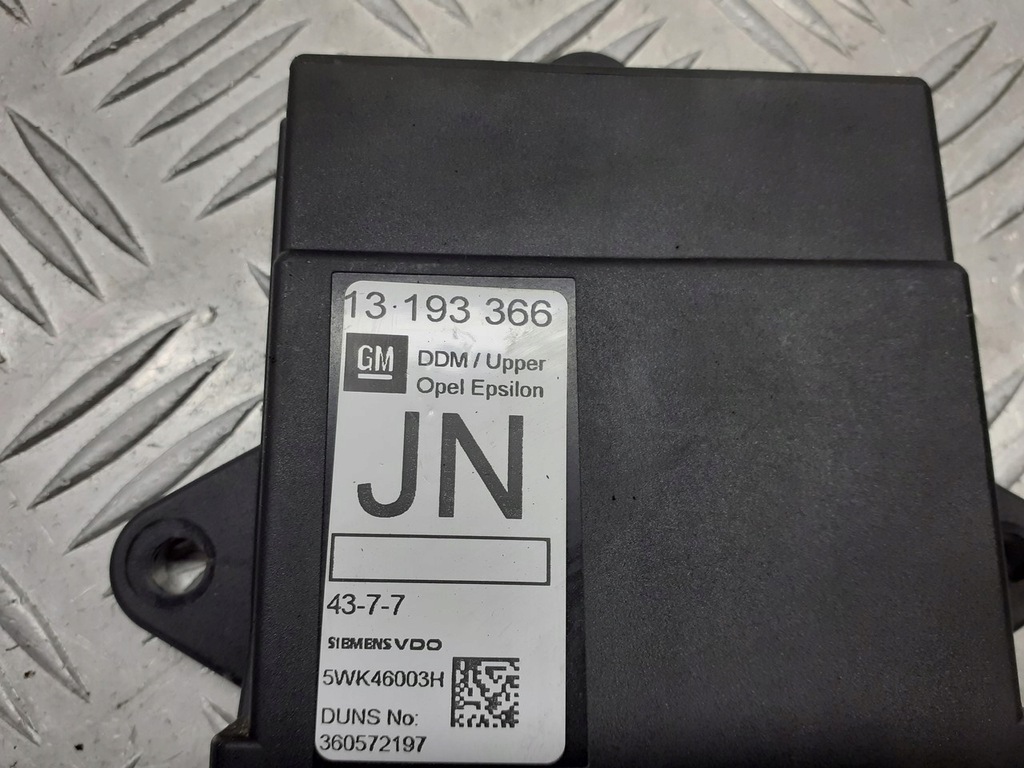 13 193 366
GM DDM / Upper
Opel Epsilon
JN
43-7-7
SIEMENS VDO
5WK46003H
DUNS No:
360572197